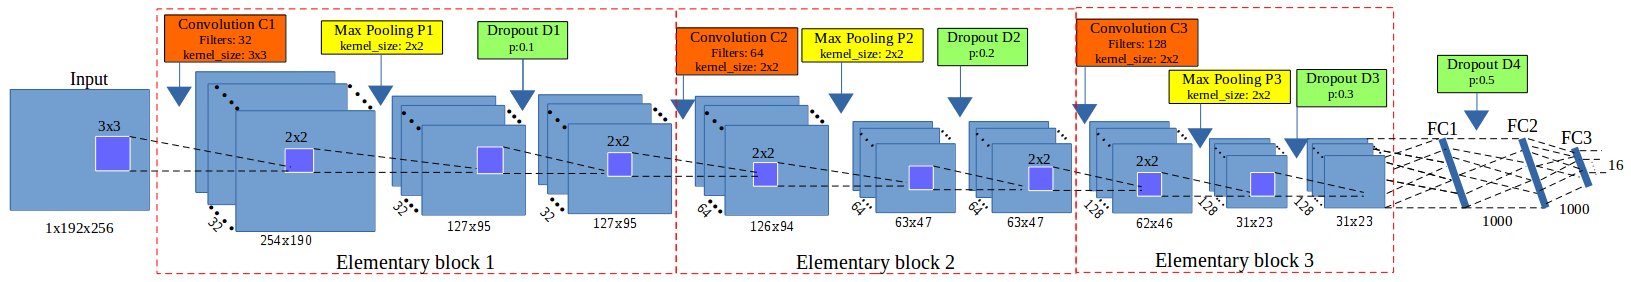 Input
3x3
1x192x256
Convolution C1
Filters: 32
kernel_size: 3x3
2x2
32
254x190
Max Pooling P1
kernel_size: 2x2
32
127x95
Dropout D1
p:0.1
2x2
32
127x95
Elementary block 1
Convolution C2
Filters: 64
kernel_size: 2x2
2x2
64
126x94
Max Pooling P2
kernel_size: 2x2
64
63x47
Dropout D2
p:0.2
2x2
64
63x47
Elementary block 2
Convolution C3
Filters: 128
kernel_size: 2x2
2x2
128
62x46
Max Pooling P3
kernel_size: 2x2
128
31x23
Dropout D3
p:0.3
128
31x23
Elementary block 3
Dropout D4
p:0.5
FC1
FC2
FC3
1000
1000
16